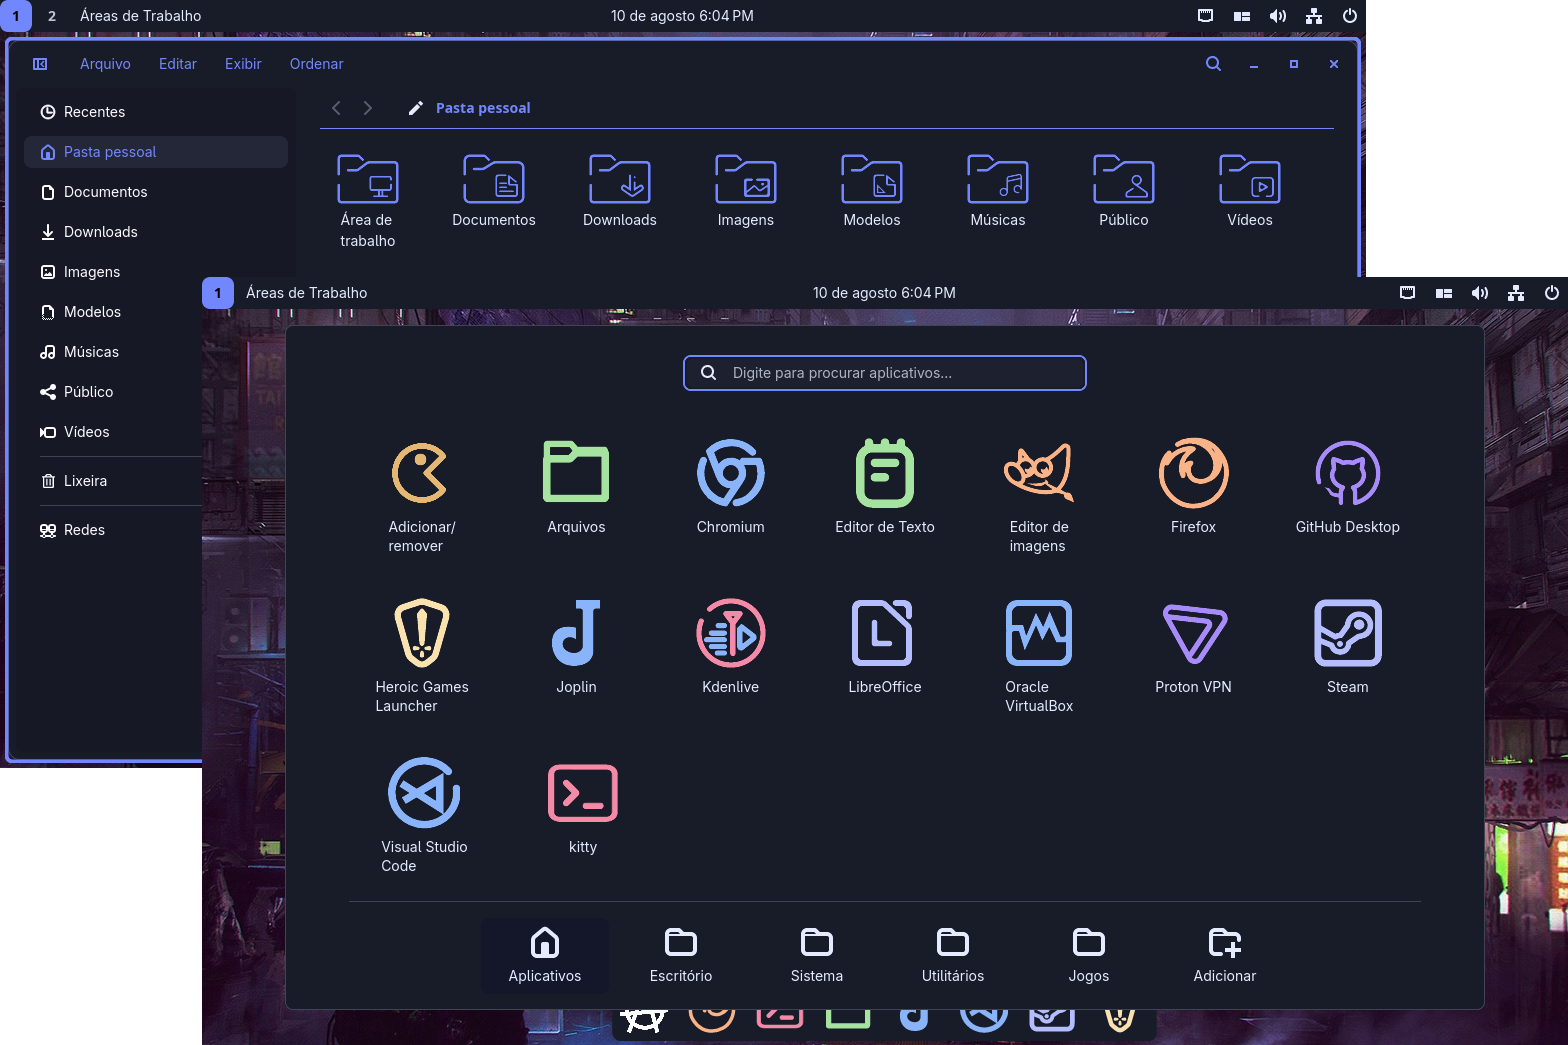 1 2 Áreas de Trabalho 10 de agosto 6:04 PM
Arquivo Editar Exibir Ordenar
Recentes
Pasta pessoal
Documentos
Downloads
Imagens
Modelos
Músicas
Público
Vídeos
Lixeira
Redes
Pasta pessoal
Área de
trabalho
Documentos
Downloads
Imagens
Modelos
Músicas
Público
Vídeos
1 Áreas de Trabalho 10 de agosto 6:04 PM
Digite para procurar aplicativos...
Adicionar/
remover
Arquivos
Chromium
Editor de Texto
Editor de
imagens
Firefox
GitHub Desktop
Heroic Games
Launcher
Joplin
Kdenlive
LibreOffice
Oracle
VirtualBox
Proton VPN
Steam
Visual Studio
Code
kitty
Aplicativos
Escritório
Sistema
Utilitários
Jogos
Adicionar